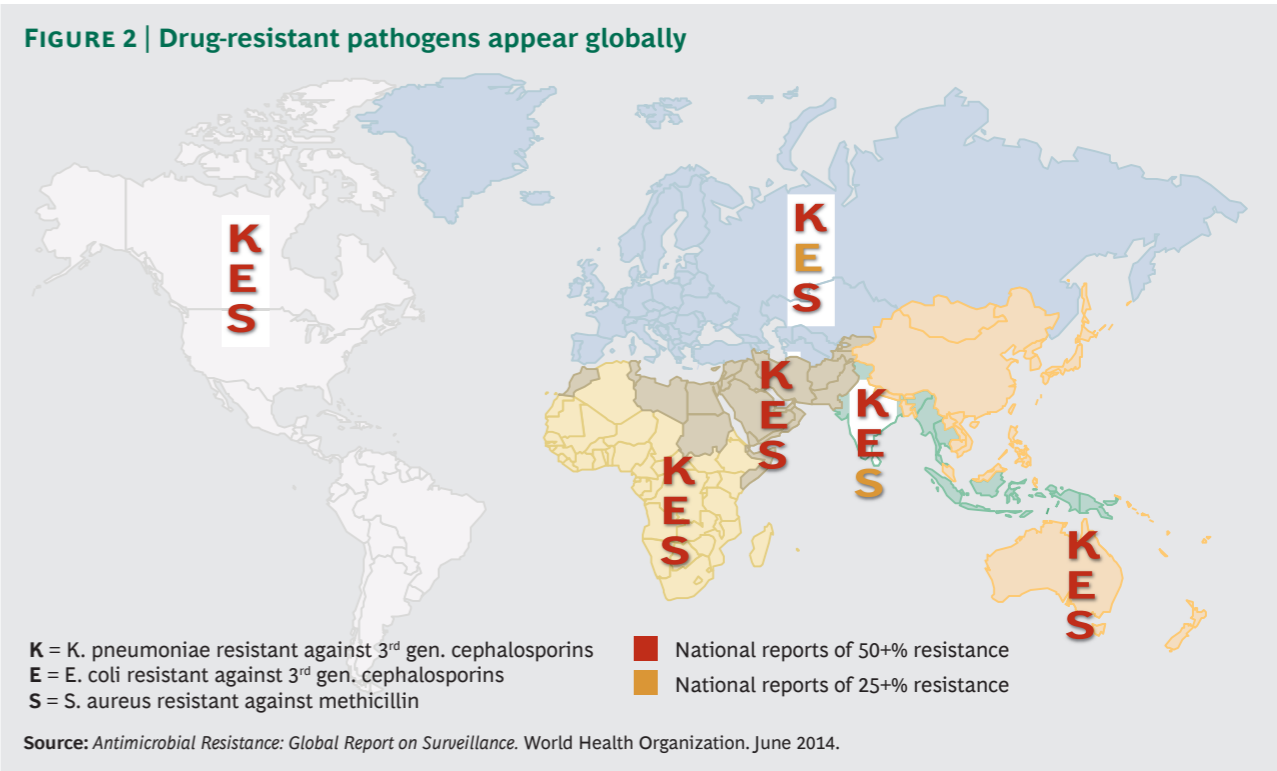 FIGURE 2 | Drug-resistant pathogens appear globally
K
E
S
K
E
S
K
E
S
K
E
S
K
E
S
K
E
S
K = K. pneumoniae resistant against 3rd gen. cephalosporins
E = E. coli resistant against 3rd gen. cephalosporins
S = S. aureus resistant against methicillin
National reports of 50+% resistance
National reports of 25+% resistance
Source: Antimicrobial Resistance: Global Report on Surveillance. World Health Organization. June 2014.